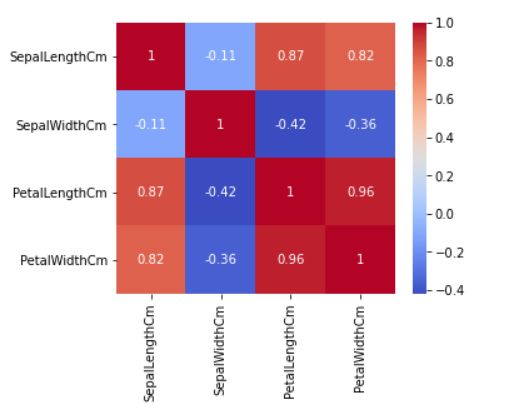 SepalLengthCm 1 -0.11 0.87 0.82
SepalWidthCm -0.11 1 -0.42 -0.36
PetalLengthCm 0.87 -0.42 1 0.96
PetalWidthCm 0.82 -0.36 0.96 1
SepalLengthCm
SepalWidthCm
PetalLengthCm
PetalWidthCm
1.0
0.8
0.6
0.4
0.2
0.0
−0.2
−0.4